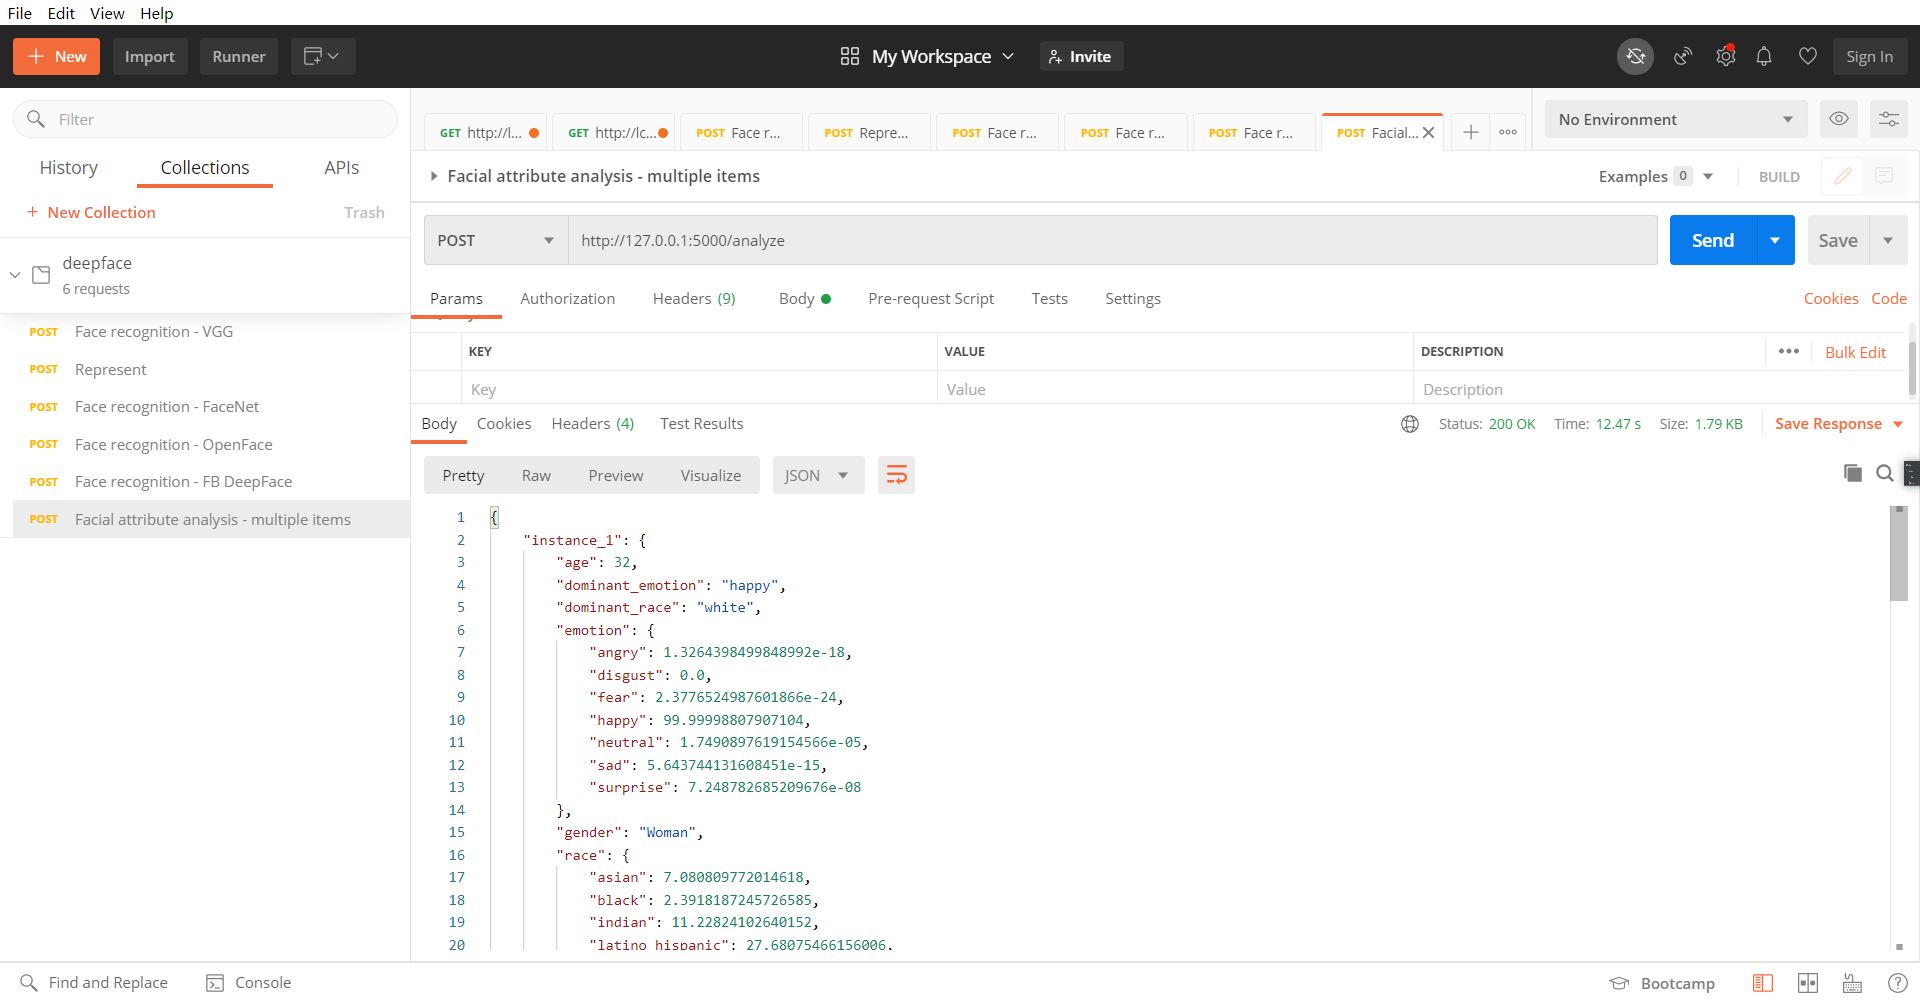 File Edit View Help
New Import Runner My Workspace Invite Sign In
Filter
History Collections APIs
+ New Collection Trash
deepface
6 requests
POST Face recognition - VGG
POST Represent
POST Face recognition - FaceNet
POST Face recognition - OpenFace
POST Face recognition - FB DeepFace
POST Facial attribute analysis - multiple items
GET http://l... GET http://lc... POST Face r... POST Repre... POST Face r... POST Face r... POST Face r... POST Facial... No Environment
Facial attribute analysis - multiple items Examples 0 BUILD
POST http://127.0.0.1:5000/analyze Send Save
Params Authorization Headers (9) Body Pre-request Script Tests Settings Cookies Code
KEY VALUE DESCRIPTION Bulk Edit
Key Value Description
Body Cookies Headers (4) Test Results Status: 200 OK Time: 12.47 s Size: 1.79 KB Save Response
Pretty Raw Preview Visualize JSON
1 {
2 "instance_1": {
3 "age": 32,
4 "dominant_emotion": "happy",
5 "dominant_race": "white",
6 "emotion": {
7 "angry": 1.3264398499848992e-18,
8 "disgust": 0.0,
9 "fear": 2.3776524987601866e-24,
10 "happy": 99.99998807907104,
11 "neutral": 1.7490897619154566e-05,
12 "sad": 5.643744131608451e-15,
13 "surprise": 7.248782685209676e-08
14 },
15 "gender": "Woman",
16 "race": {
17 "asian": 7.080809772014618,
18 "black": 2.3918187245726585,
19 "indian": 11.22824102640152,
20 "latino hispanic": 27.68075466156006,
Find and Replace Console Bootcamp